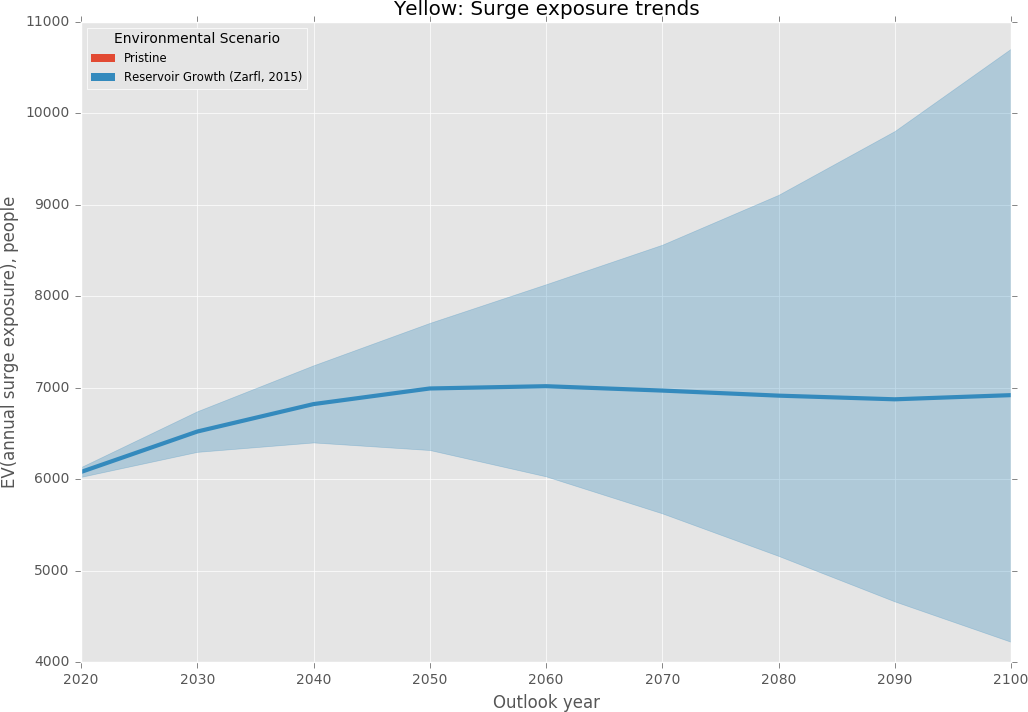 Yellow: Surge exposure trends
11000
10000
9000
8000
7000
6000
5000
4000
EV(annual surge exposure), people
Environmental Scenario
Pristine
Reservoir Growth (Zarfl, 2015)
2020 2030 2040 2050 2060 2070 2080 2090 2100
Outlook year